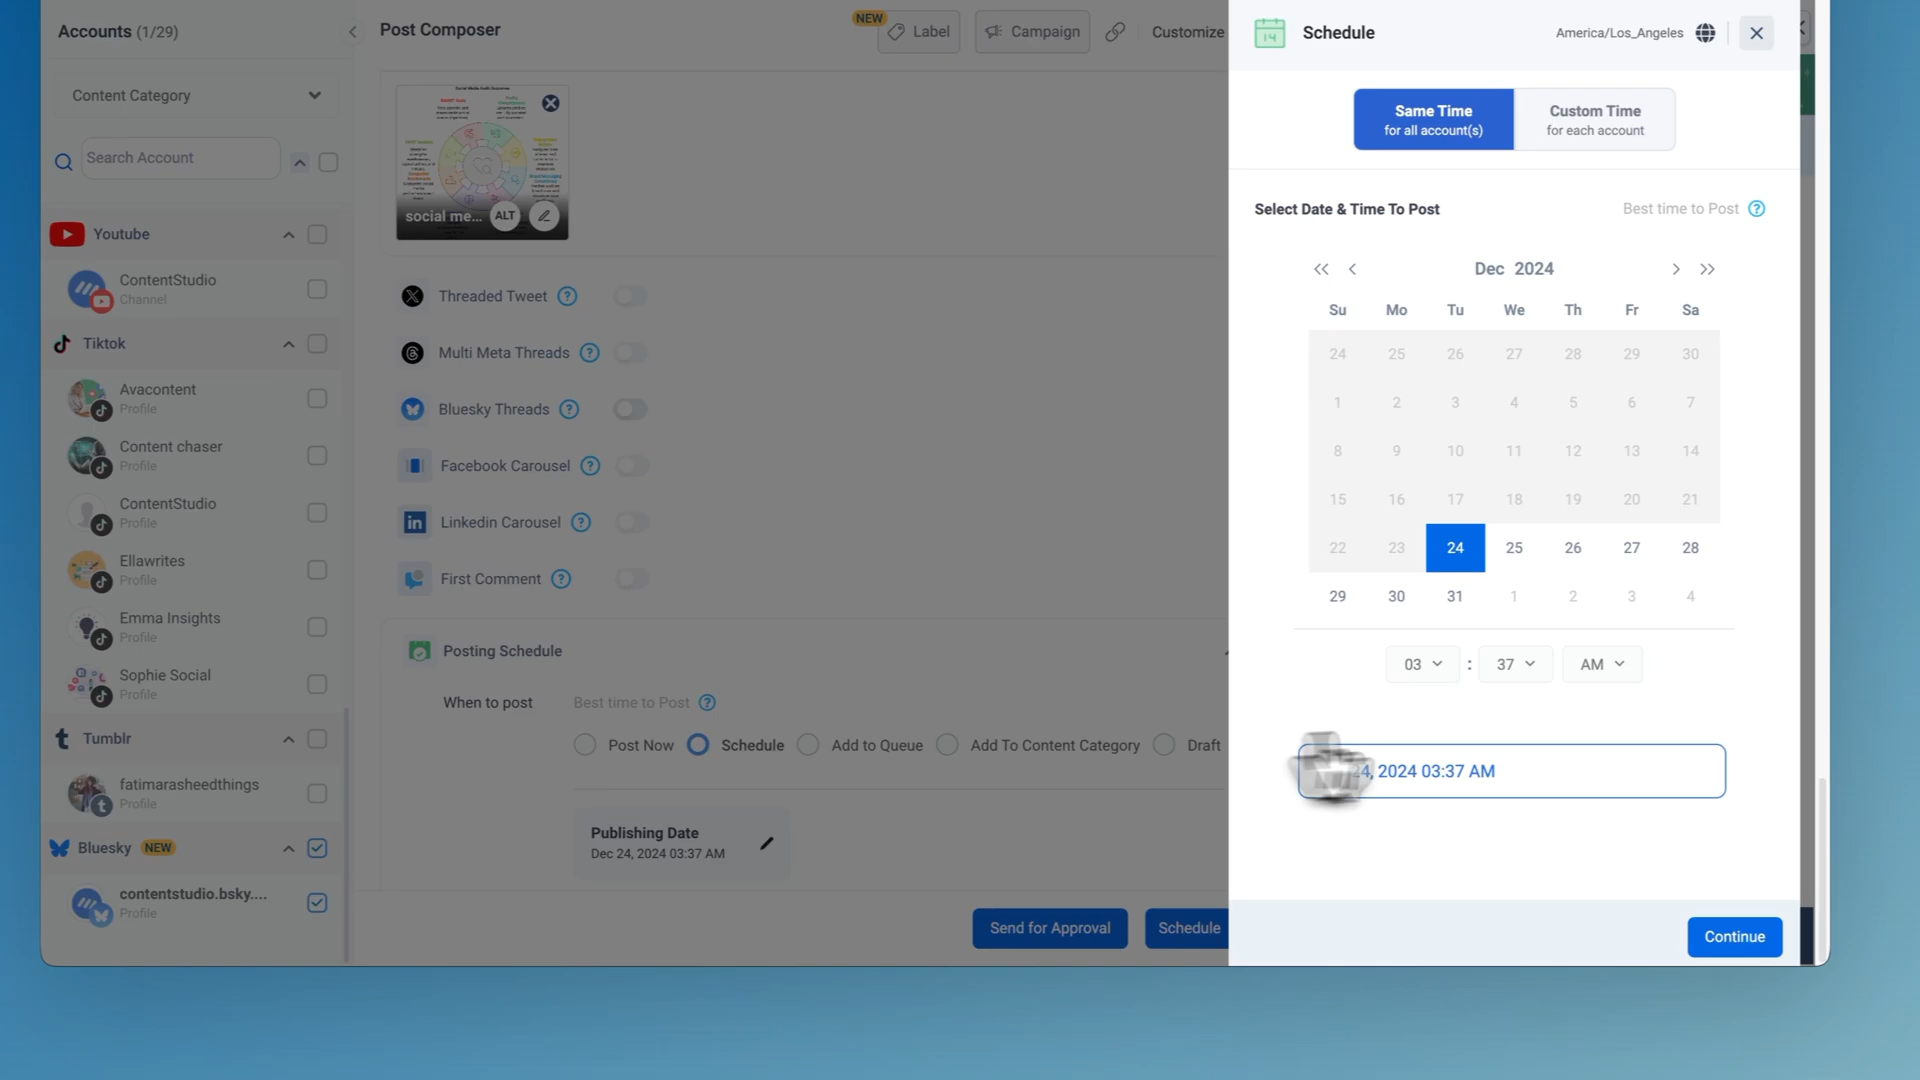 Accounts (1/29)
Content Category
Search Account
Youtube
ContentStudio
Channel
Tiktok
Avacontent
Profile
Content chaser
Profile
ContentStudio
Profile
Ellawrites
Profile
Emma Insights
Profile
Sophie Social
Profile
Tumblr
fatimarasheedthings
Profile
Bluesky NEW
contentstudio.bsky....
Profile
Post Composer
NEW
Label
Campaign
Customize
social me...
ALT
Threaded Tweet ?
Multi Meta Threads ?
Bluesky Threads ?
Facebook Carousel ?
Linkedin Carousel ?
First Comment ?
Posting Schedule
When to post
Best time to Post ?
Post Now
Schedule
Add to Queue
Add To Content Category
Draft
Publishing Date
Dec 24, 2024 03:37 AM
Send for Approval
Schedule
14
Schedule
America/Los_Angeles
Same Time
for all account(s)
Custom Time
for each account
Select Date & Time To Post
Best time to Post ?
Dec 2024
Su Mo Tu We Th Fr Sa
24 25 26 27 28 29 30
1 2 3 4 5 6 7
8 9 10 11 12 13 14
15 16 17 18 19 20 21
22 23 24 25 26 27 28
29 30 31 1 2 3 4
03 : 37 AM
24, 2024 03:37 AM
Continue